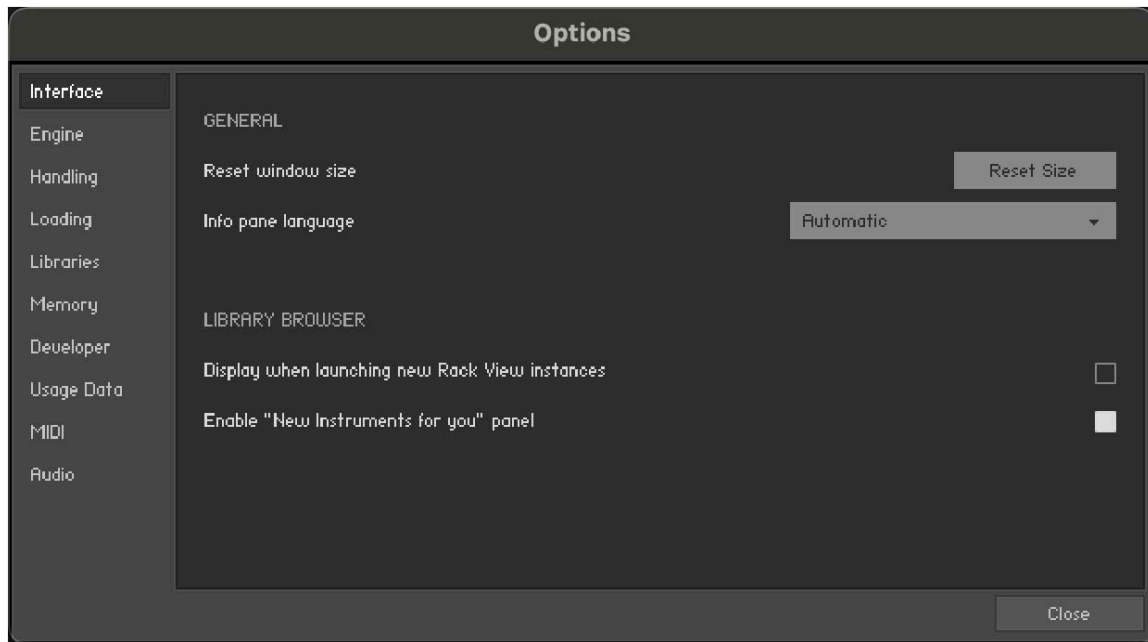 Options
Interface
Engine
Handling
Loading
Libraries
Memory
Developer
Usage Data
MIDI
Audio
GENERAL
Reset window size
Reset Size
Info pane language
Automatic
LIBRARY BROWSER
Display when launching new Rack View instances
Enable "New Instruments for you" panel
Close